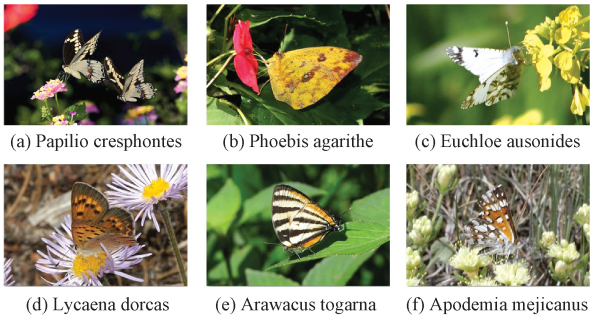 (a) Papilio cresphontes
(b) Phoebis agarithe
(c) Euchloe ausonides
(d) Lycaena dorcas
(e) Arawacus togarna
(f) Apodemia mejicanus